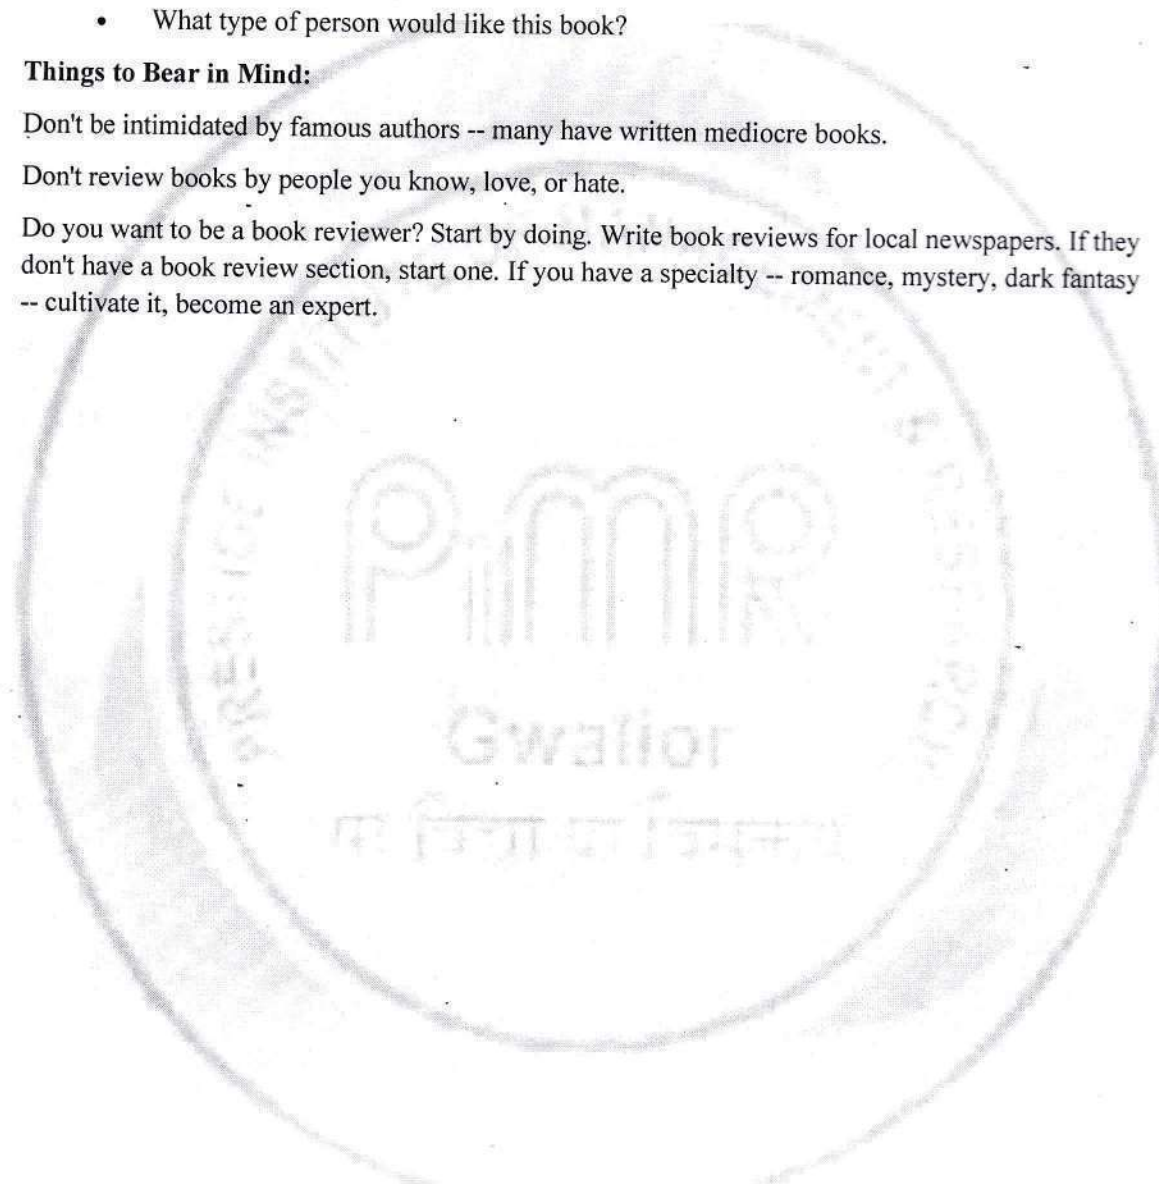 • What type of person would like this book?
Things to Bear in Mind:
Don't be intimidated by famous authors -- many have written mediocre books.
Don't review books by people you know, love, or hate.
Do you want to be a book reviewer? Start by doing. Write book reviews for local newspapers. If they
don't have a book review section, start one. If you have a specialty -- romance, mystery, dark fantasy
-- cultivate it, become an expert.
PIMR
Gwalior